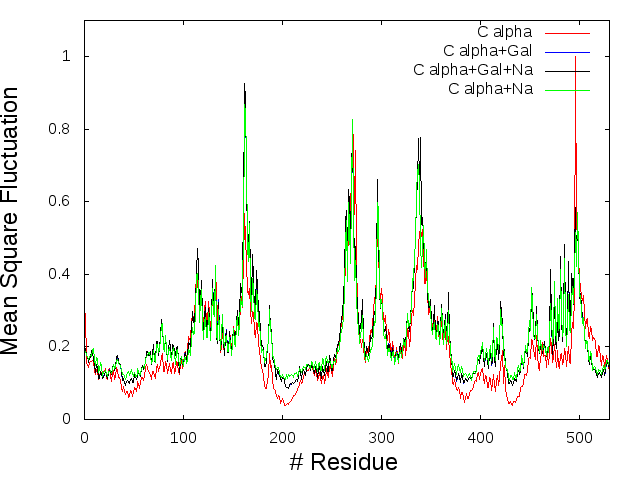 Mean Square Fluctuation
1
0.8
0.6
0.4
0.2
0
C alpha
C alpha+Gal
C alpha+Gal+Na
C alpha+Na
0 100 200 300 400 500
# Residue